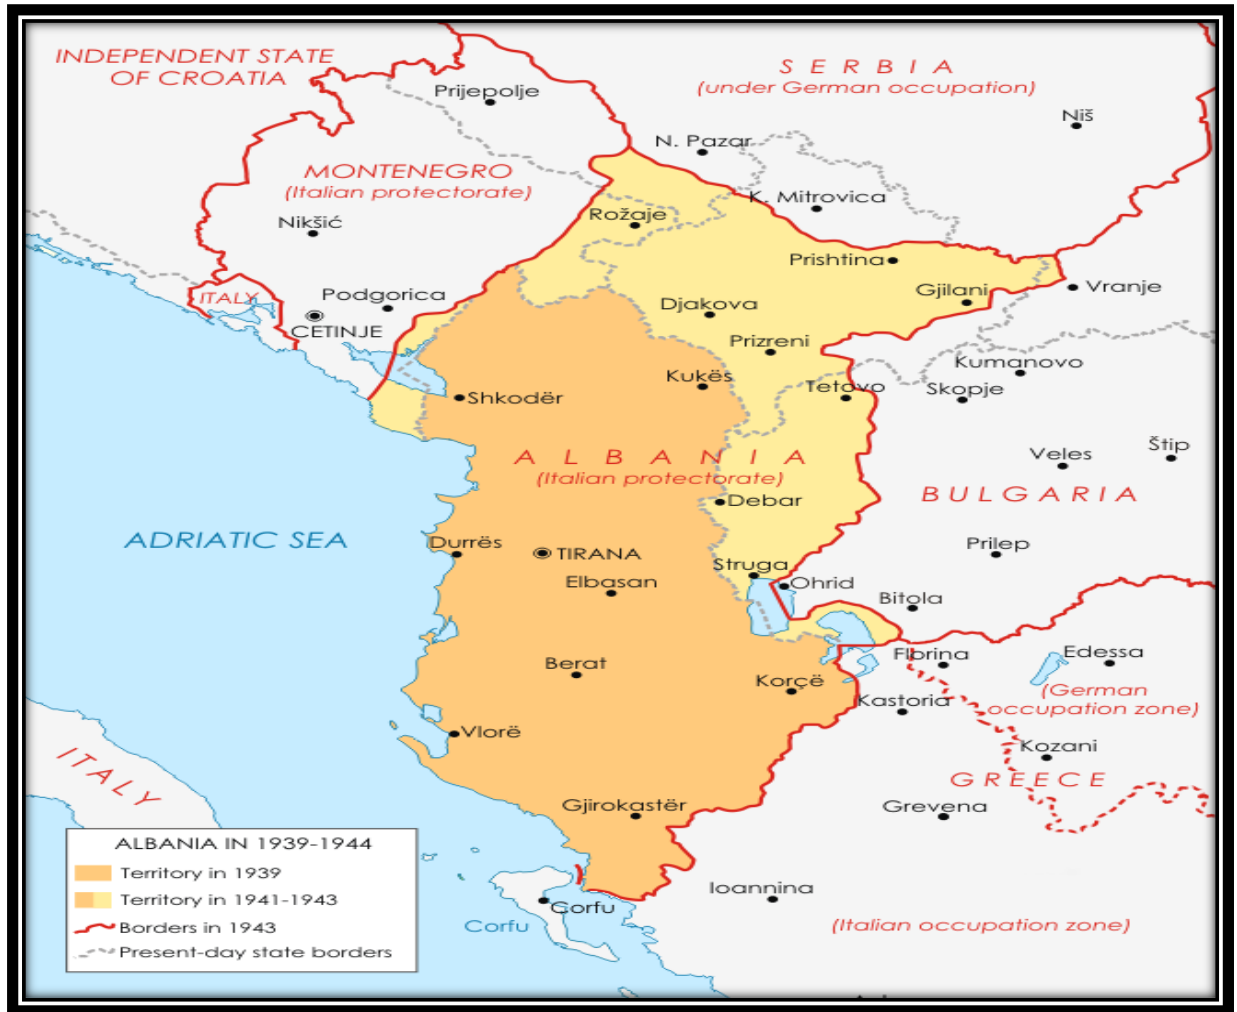 INDEPENDENT STATE
OF CROATIA
SERBIA
(under German occupation)
Prijepolje
Niš
N. Pazar
MONTENEGRO
(Italian protectorate)
K. Mitrovica
Rožaje
Nikšić
Prishtina
Gjilani
Vranje
ITALY
Podgorica
CETINJE
Djakova
Prizreni
Kumanovo
Kukës
Tetovo
Skopje
Shkodër
ALBANIA
(Italian protectorate)
Veles
Štip
BULGARIA
Debar
ADRIATIC SEA
Durrës
TIRANA
Prilep
Struga
Elbasan
Ohrid
Bitola
Florina
Edessa
Berat
Korçë
(German
occupation zone)
Kastoria
Vlorë
Kozani
ITALY
GREECE
Gjirokastër
Grevena
ALBANIA IN 1939-1944
Territory in 1939
Territory in 1941-1943
Borders in 1943
Present-day state borders
Ioannina
Corfu
Corfu
(Italian occupation zone)